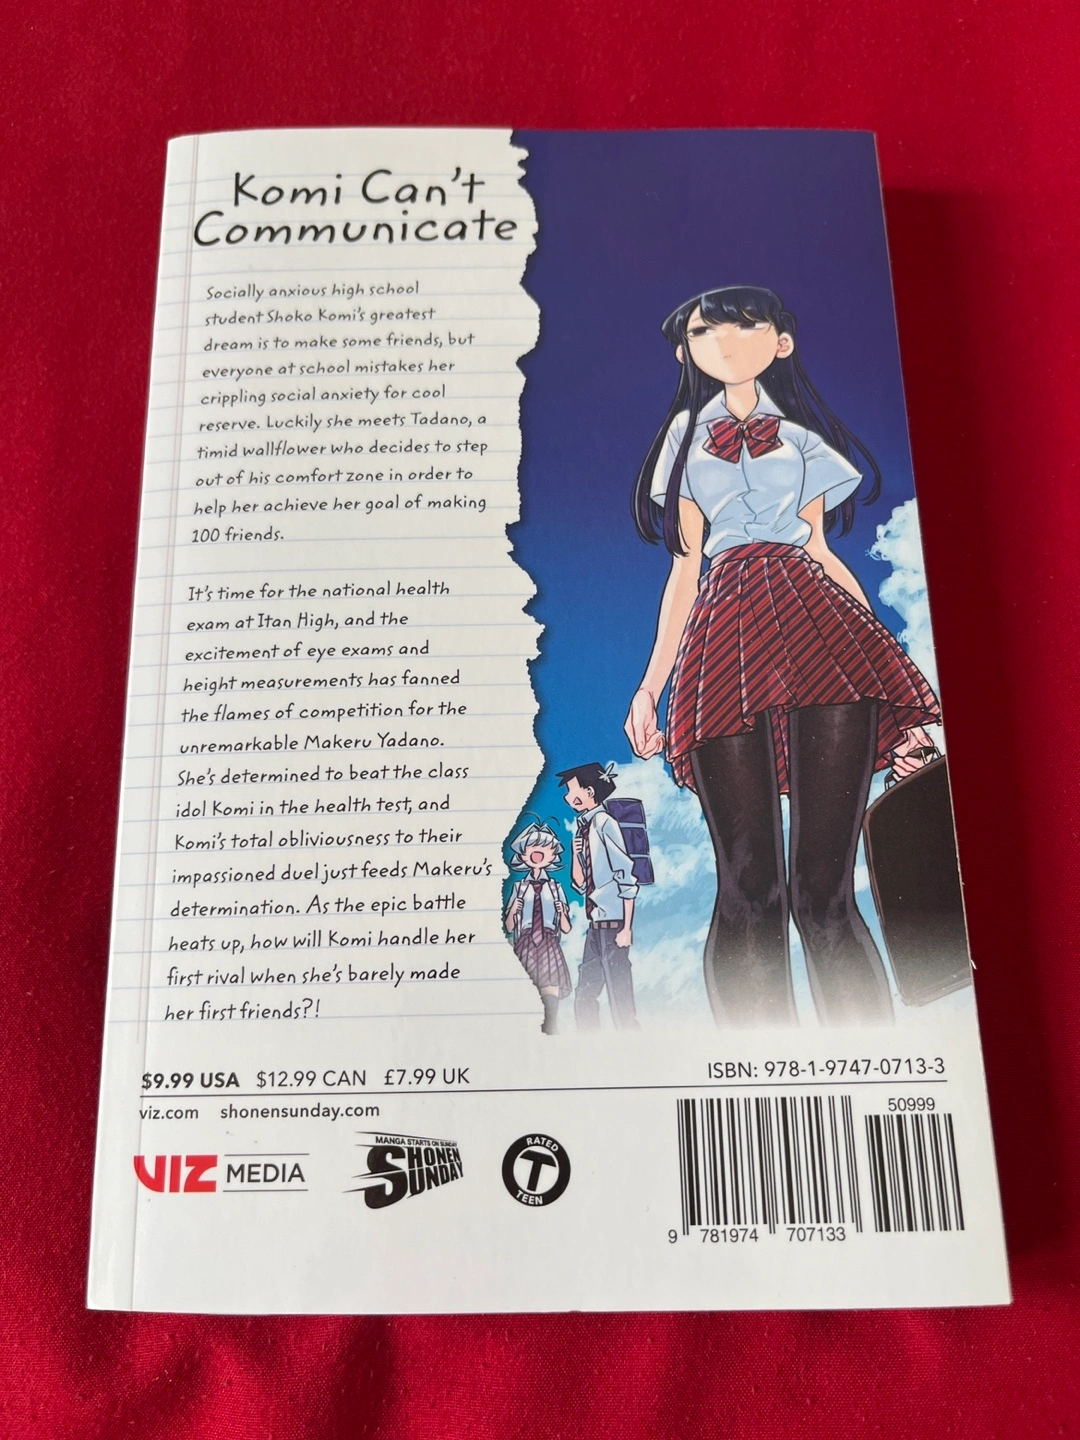 Komi Can't
Communicate
Socially anxious high school
student Shoko Komi's greatest
dream is to make some friends, but
everyone at school mistakes her
crippling social anxiety for cool
reserve. Luckily she meets Tadano, a
timid wallflower who decides to step
out of his comfort zone in order to
help her achieve her goal of making
100 friends.
It's time for the national health
exam at Itan High, and the
excitement of eye exams and
height measurements has fanned
the flames of competition for the
unremarkable Makeru Yadano.
She's determined to beat the class
idol Komi in the health test, and
Komi's total obliviousness to their
impassioned duel just feeds Makeru's
determination. As the epic battle
heats up, how will Komi handle her
first rival when she's barely made
her first friends?!
$9.99 USA $12.99 CAN £7.99 UK
ISBN: 978-1-9747-0713-3
viz.com shonensunday.com
VIZ MEDIA
MANGA STARTS ON SUNDAY
SHONEN
SUNDAY
RATED
T
TEEN
50999
9 781974 707133